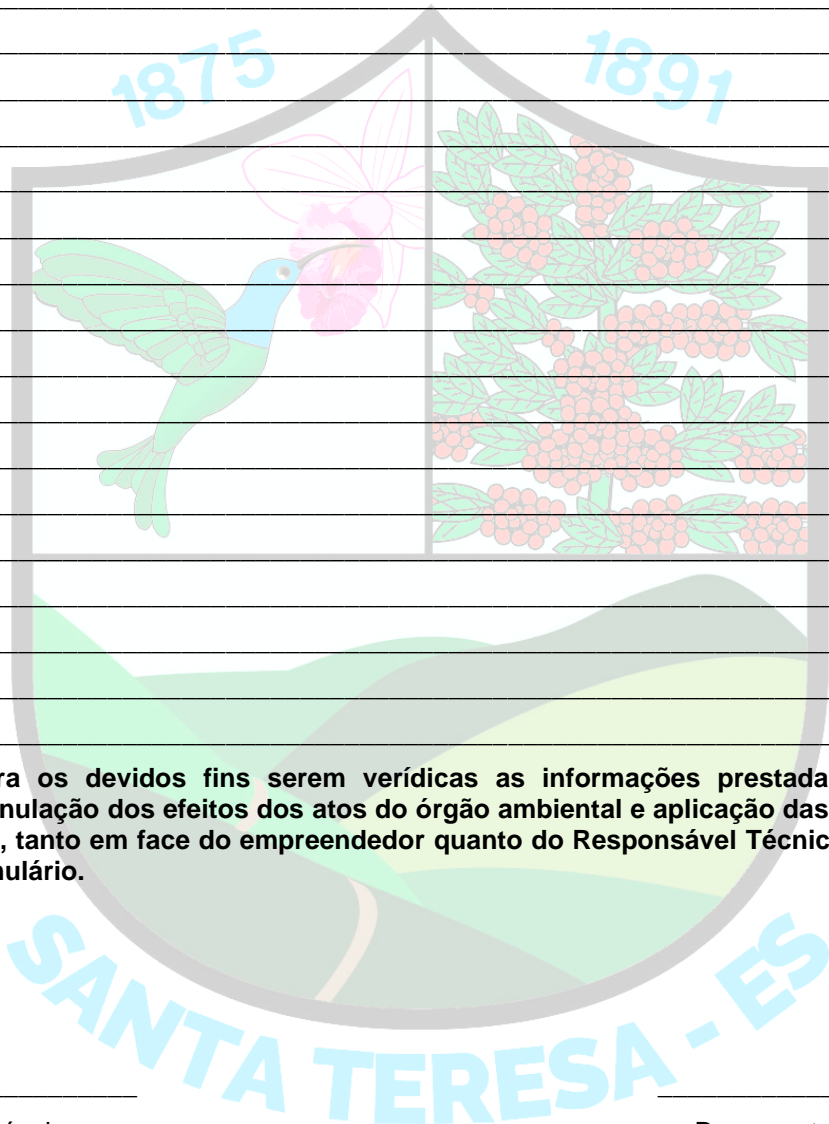 1875 1891
ra os devidos fins serem verídicas as informações prestada
nulação dos efeitos dos atos do órgão ambiental e aplicação das
, tanto em face do empreendedor quanto do Responsável Técnic
nulário.
SANTA TERESA - ES